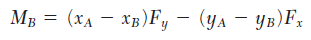 M_B = (x_A − x_B)F_y − (y_A − y_B)F_x